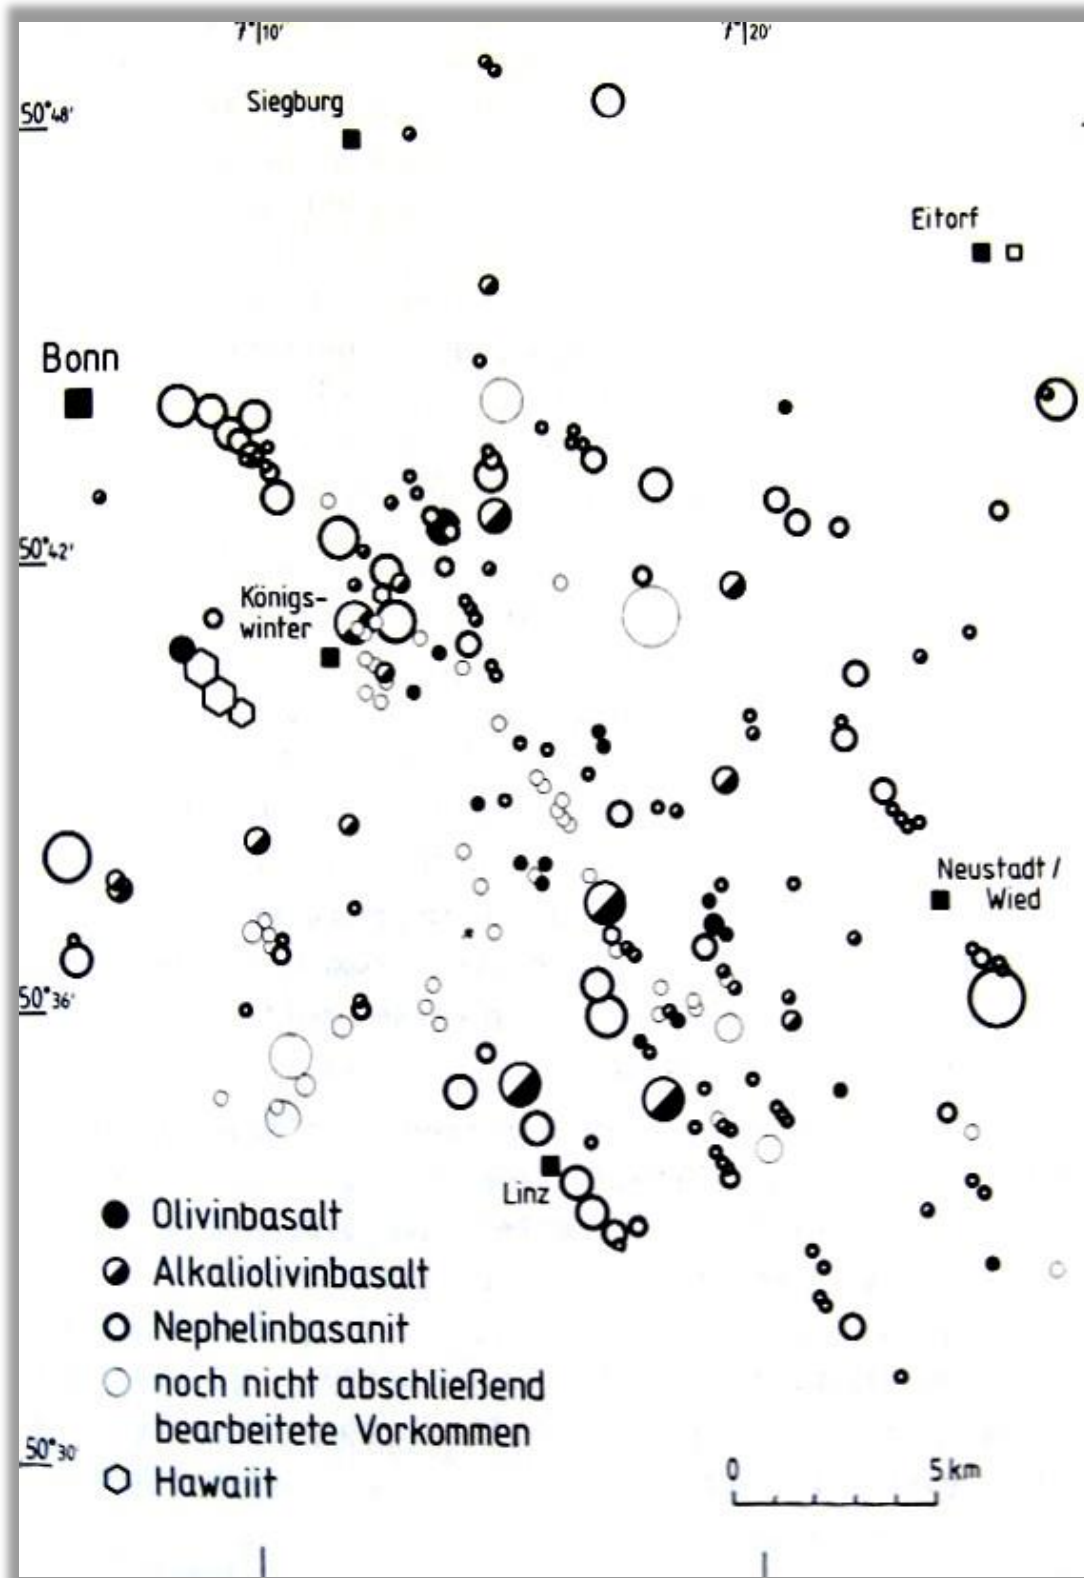 7°10'
7°20'
Siegburg
50°48'
Eitorf
Bonn
50°42'
Königs-
winter
Neustadt /
Wied
50°36'
Linz
Olivinbasalt
Alkaliolivinbasalt
Nephelinbasanit
noch nicht abschließend
bearbeitete Vorkommen
Hawaiit
50°30'
0
5 km